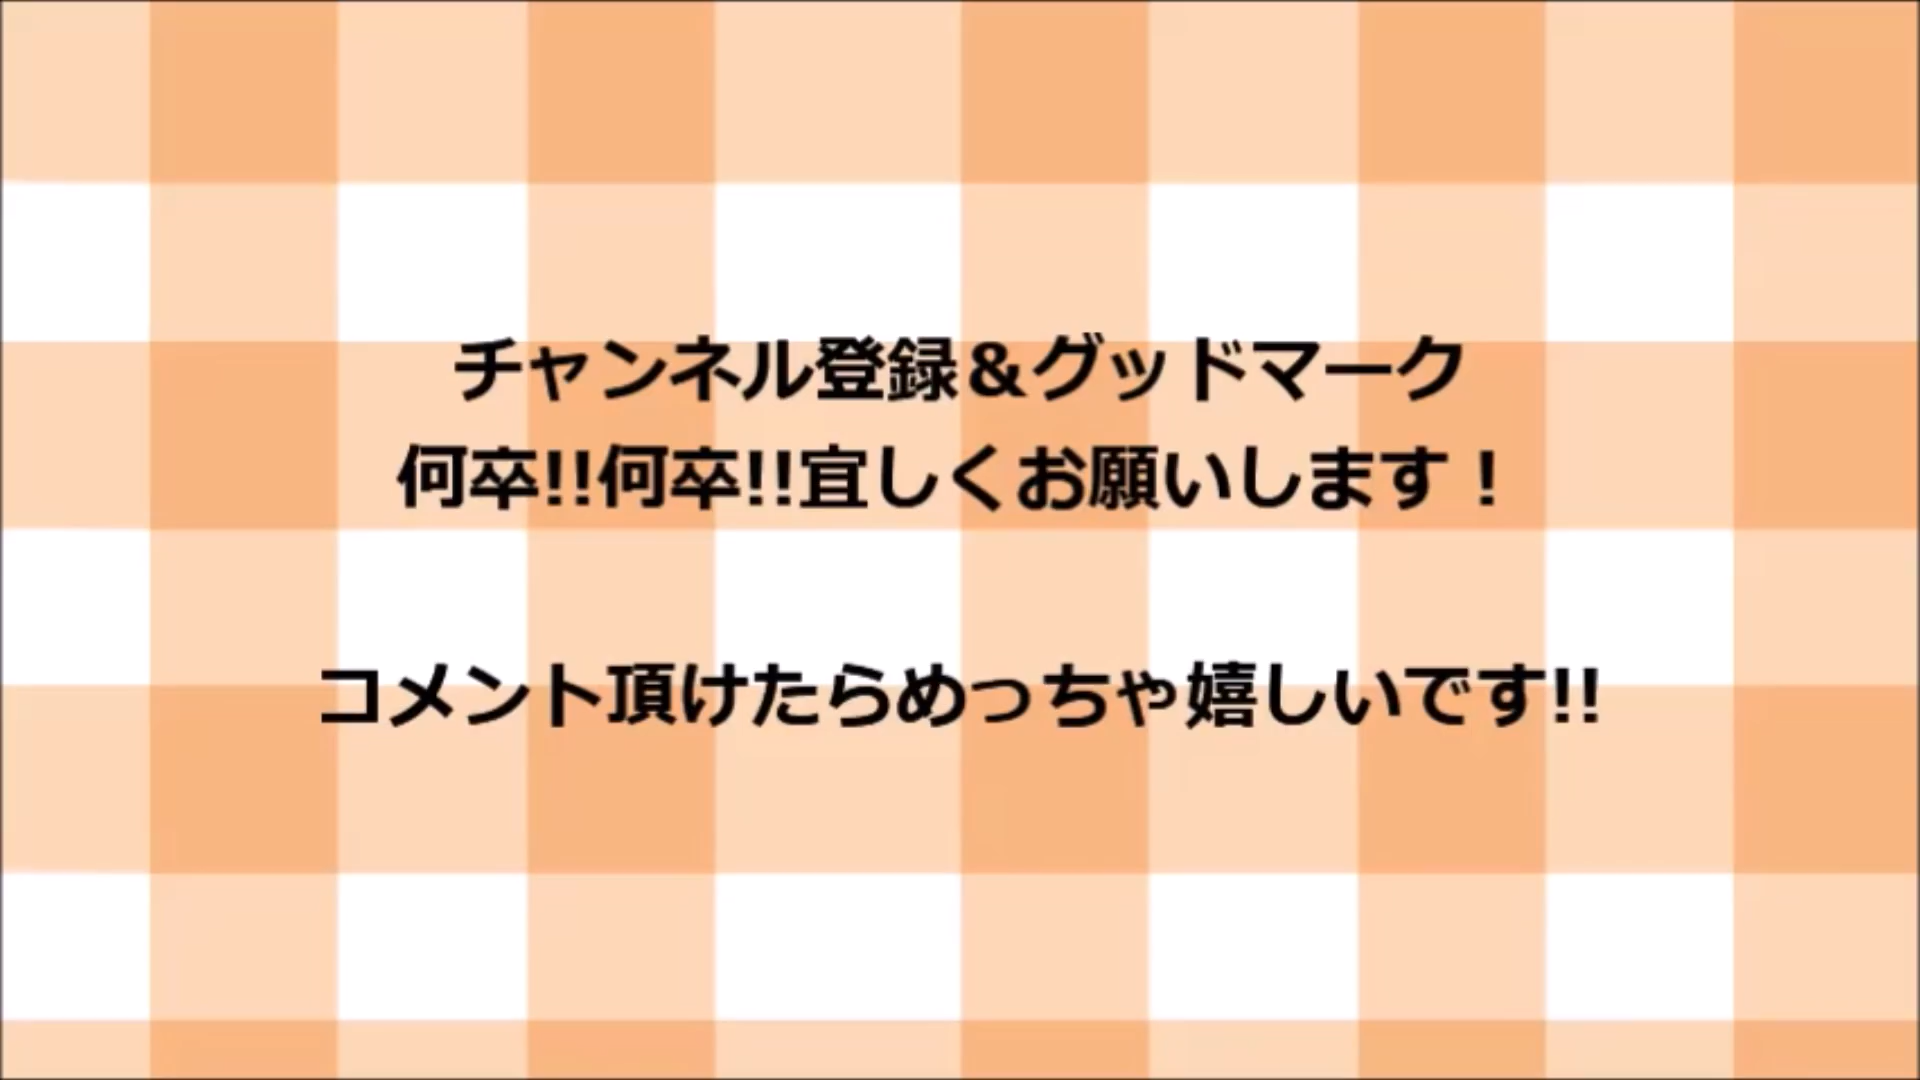 チャンネル登録＆グッドマーク
何卒!!何卒!!宜しくお願いします！
コメント頂けたらめっちゃ嬉しいです!!